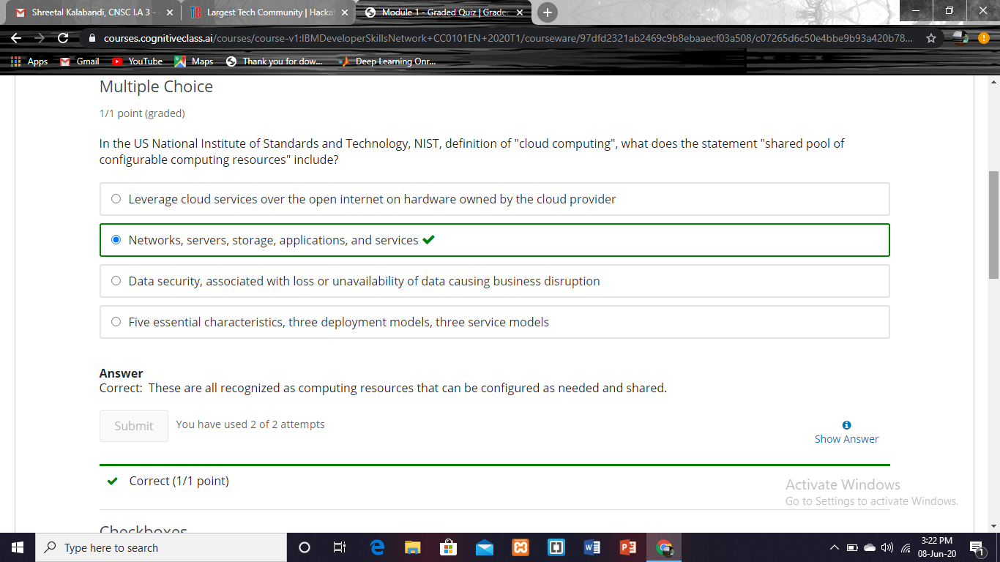 Shreetal Kalabandi, CNSC I.A 3 -
Largest Tech Community | Hacka
Module 1 - Graded Quiz | Grade
courses.cognitiveclass.ai/courses/course-v1:IBMDeveloperSkillsNetwork+CC0101EN+2020T1/courseware/97dfd2321ab2469c9b8ebaaecf03a508/c07265d6c50e4bbe9b93a420b78...
Apps Gmail YouTube Maps Thank you for dow... Deep Learning Onr...
Multiple Choice
1/1 point (graded)
In the US National Institute of Standards and Technology, NIST, definition of "cloud computing", what does the statement "shared pool of
configurable computing resources" include?
Leverage cloud services over the open internet on hardware owned by the cloud provider
Networks, servers, storage, applications, and services
Data security, associated with loss or unavailability of data causing business disruption
Five essential characteristics, three deployment models, three service models
Answer
Correct: These are all recognized as computing resources that can be configured as needed and shared.
Submit You have used 2 of 2 attempts
Show Answer
Correct (1/1 point)
Activate Windows
Go to Settings to activate Windows.
Checkboxes
Type here to search
3:22 PM
08-Jun-20
1